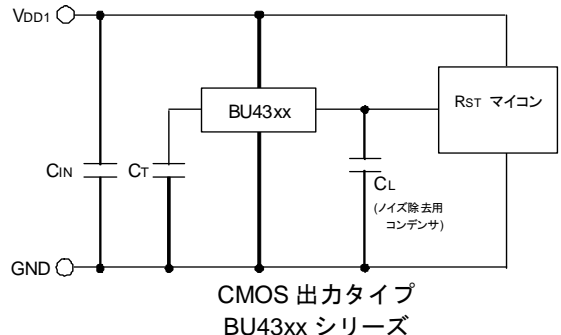 VDD1
BU43xx
RST マイコン
CIN
CT
CL
(ノイズ除去用
コンデンサ)
GND
CMOS 出力タイプ
BU43xx シリーズ